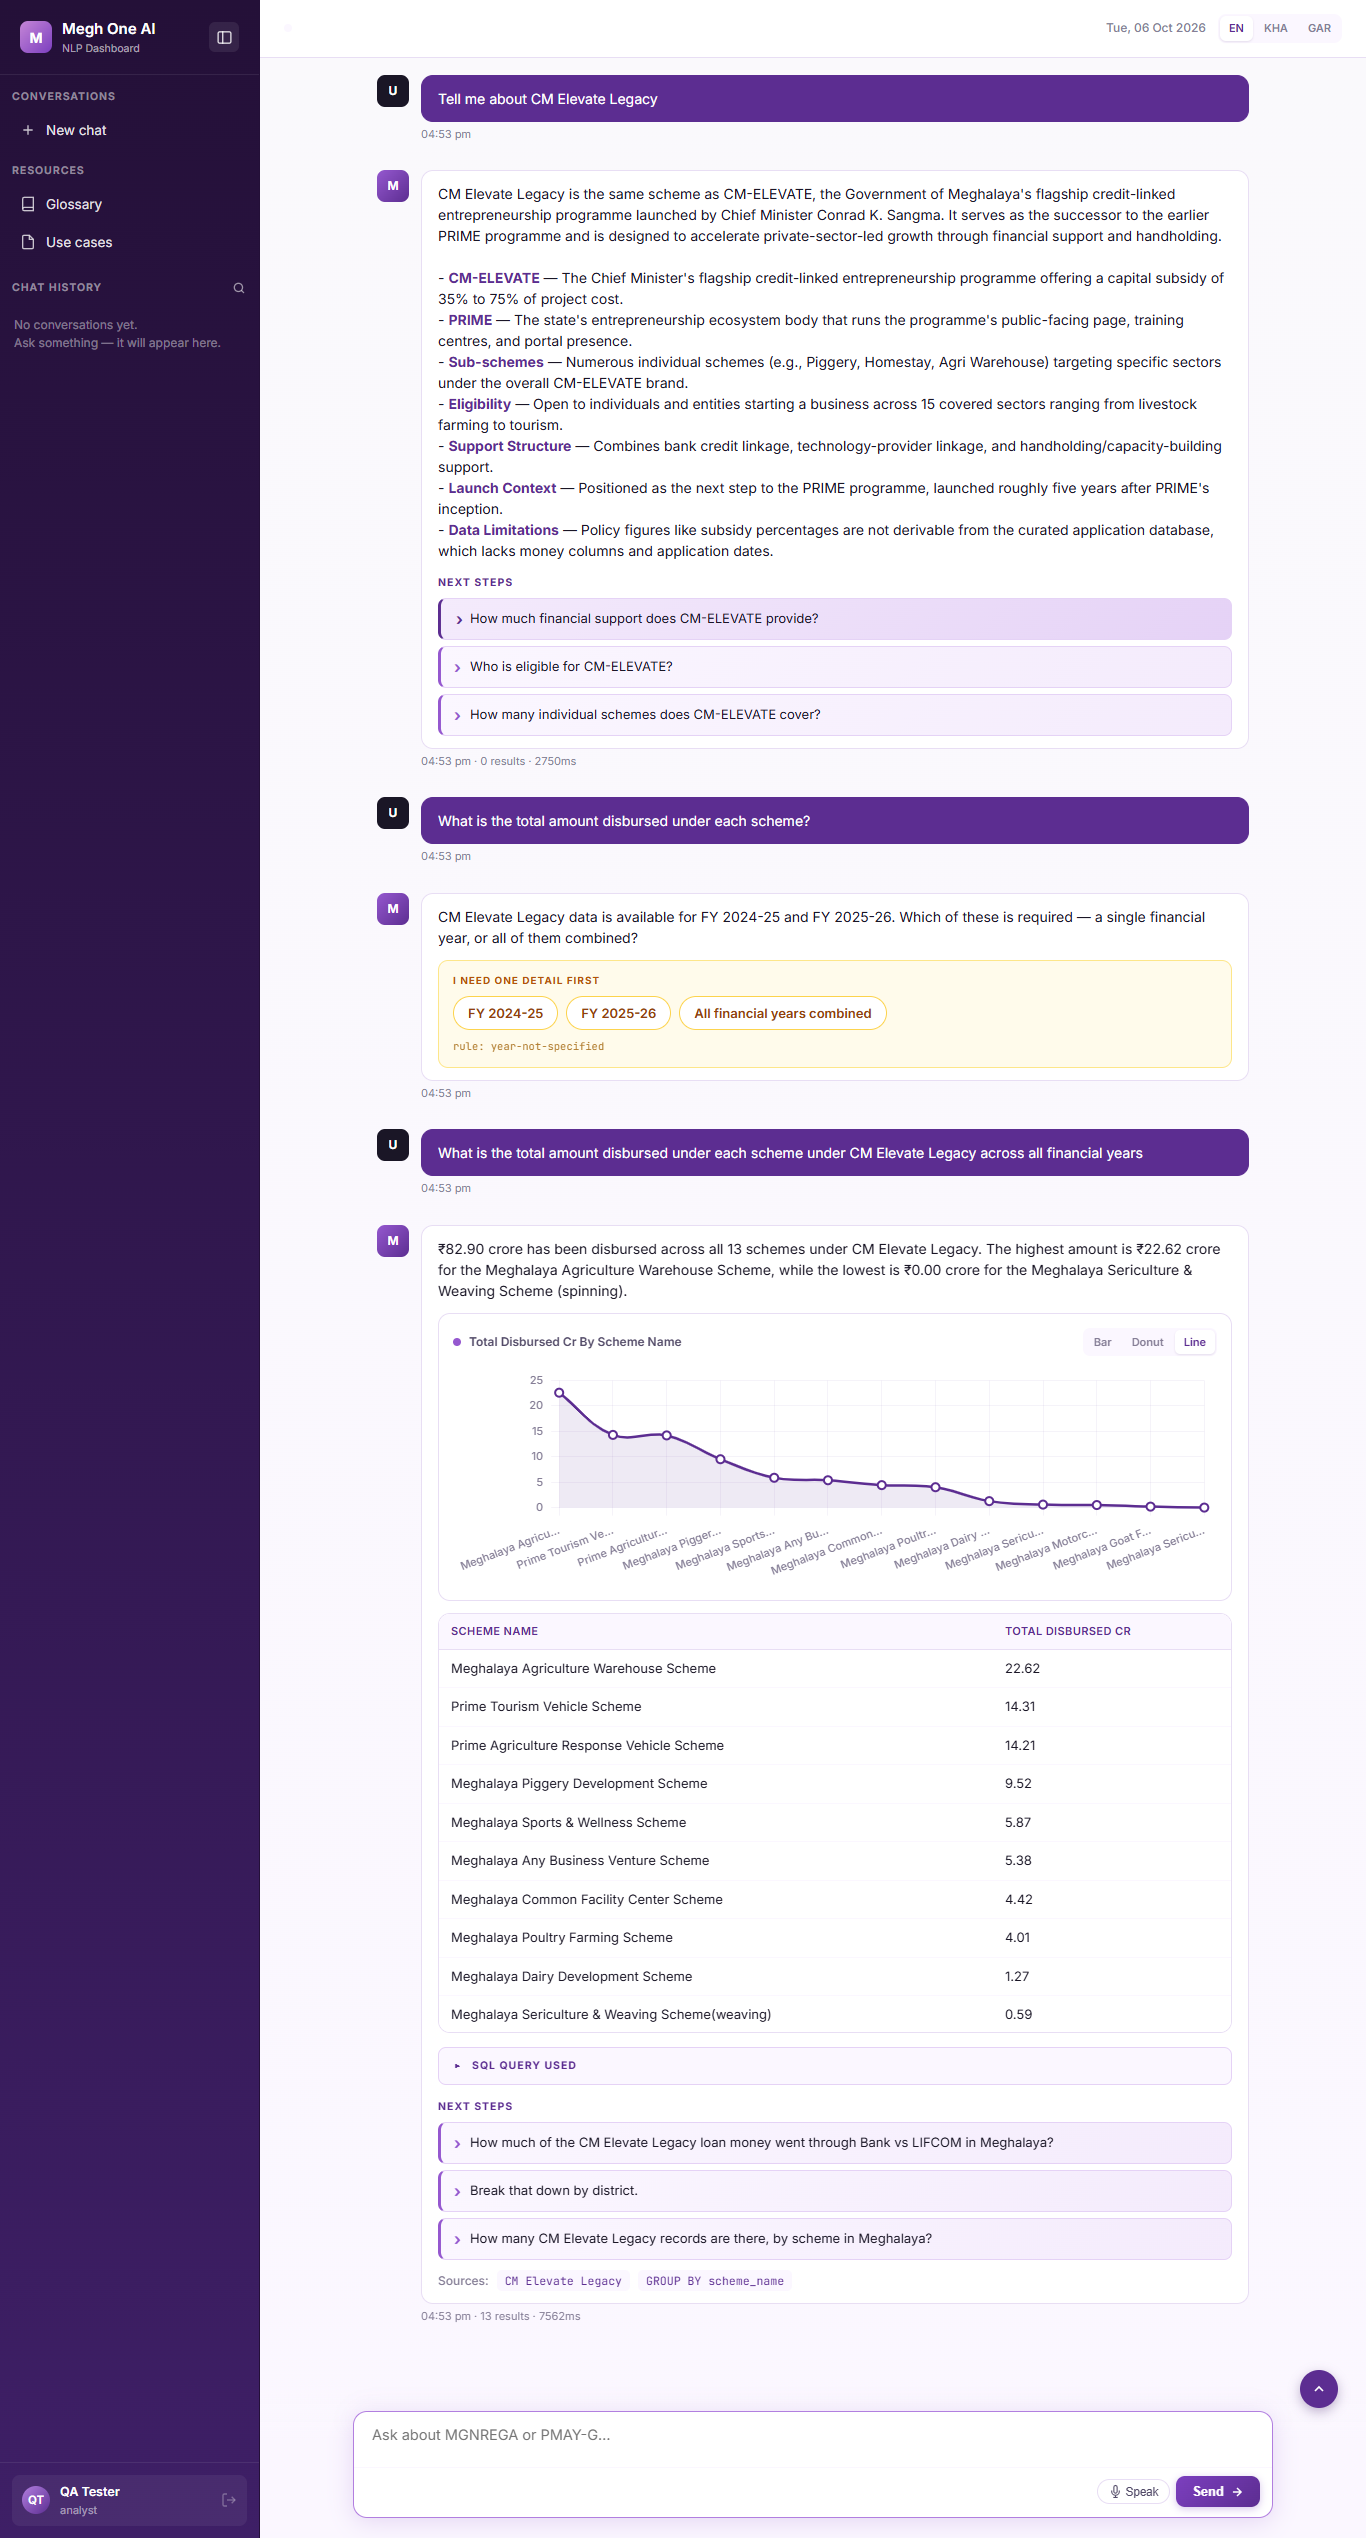 M
Megh One AI
NLP Dashboard
CONVERSATIONS
+ New chat
RESOURCES
Glossary
Use cases
CHAT HISTORY
No conversations yet.
Ask something — it will appear here.
QT
QA Tester
analyst
Tue, 06 Oct 2026
EN KHA GAR
U
Tell me about CM Elevate Legacy
04:53 pm
M
CM Elevate Legacy is the same scheme as CM-ELEVATE, the Government of Meghalaya's flagship credit-linked
entrepreneurship programme launched by Chief Minister Conrad K. Sangma. It serves as the successor to the earlier
PRIME programme and is designed to accelerate private-sector-led growth through financial support and handholding.
- CM-ELEVATE — The Chief Minister's flagship credit-linked entrepreneurship programme offering a capital subsidy of
35% to 75% of project cost.
- PRIME — The state's entrepreneurship ecosystem body that runs the programme's public-facing page, training
centres, and portal presence.
- Sub-schemes — Numerous individual schemes (e.g., Piggery, Homestay, Agri Warehouse) targeting specific sectors
under the overall CM-ELEVATE brand.
- Eligibility — Open to individuals and entities starting a business across 15 covered sectors ranging from livestock
farming to tourism.
- Support Structure — Combines bank credit linkage, technology-provider linkage, and handholding/capacity-building
support.
- Launch Context — Positioned as the next step to the PRIME programme, launched roughly five years after PRIME's
inception.
- Data Limitations — Policy figures like subsidy percentages are not derivable from the curated application database,
which lacks money columns and application dates.
NEXT STEPS
› How much financial support does CM-ELEVATE provide?
› Who is eligible for CM-ELEVATE?
› How many individual schemes does CM-ELEVATE cover?
04:53 pm · 0 results · 2750ms
U
What is the total amount disbursed under each scheme?
04:53 pm
M
CM Elevate Legacy data is available for FY 2024-25 and FY 2025-26. Which of these is required — a single financial
year, or all of them combined?
I NEED ONE DETAIL FIRST
FY 2024-25 FY 2025-26 All financial years combined
rule: year-not-specified
04:53 pm
U
What is the total amount disbursed under each scheme under CM Elevate Legacy across all financial years
04:53 pm
M
₹82.90 crore has been disbursed across all 13 schemes under CM Elevate Legacy. The highest amount is ₹22.62 crore
for the Meghalaya Agriculture Warehouse Scheme, while the lowest is ₹0.00 crore for the Meghalaya Sericulture &
Weaving Scheme (spinning).
Total Disbursed Cr By Scheme Name
Bar Donut Line
25
20
15
10
5
0
Meghalaya Agricu...
Prime Tourism Ve...
Prime Agricultur...
Meghalaya Pigger...
Meghalaya Sports...
Meghalaya Any Bu...
Meghalaya Common...
Meghalaya Poultr...
Meghalaya Dairy ...
Meghalaya Sericu...
Meghalaya Motorc...
Meghalaya Goat F...
Meghalaya Sericu...
SCHEME NAME TOTAL DISBURSED CR
Meghalaya Agriculture Warehouse Scheme 22.62
Prime Tourism Vehicle Scheme 14.31
Prime Agriculture Response Vehicle Scheme 14.21
Meghalaya Piggery Development Scheme 9.52
Meghalaya Sports & Wellness Scheme 5.87
Meghalaya Any Business Venture Scheme 5.38
Meghalaya Common Facility Center Scheme 4.42
Meghalaya Poultry Farming Scheme 4.01
Meghalaya Dairy Development Scheme 1.27
Meghalaya Sericulture & Weaving Scheme(weaving) 0.59
SQL QUERY USED
NEXT STEPS
› How much of the CM Elevate Legacy loan money went through Bank vs LIFCOM in Meghalaya?
› Break that down by district.
› How many CM Elevate Legacy records are there, by scheme in Meghalaya?
Sources: CM Elevate Legacy GROUP BY scheme_name
04:53 pm · 13 results · 7562ms
Ask about MGNREGA or PMAY-G...
Speak
Send →